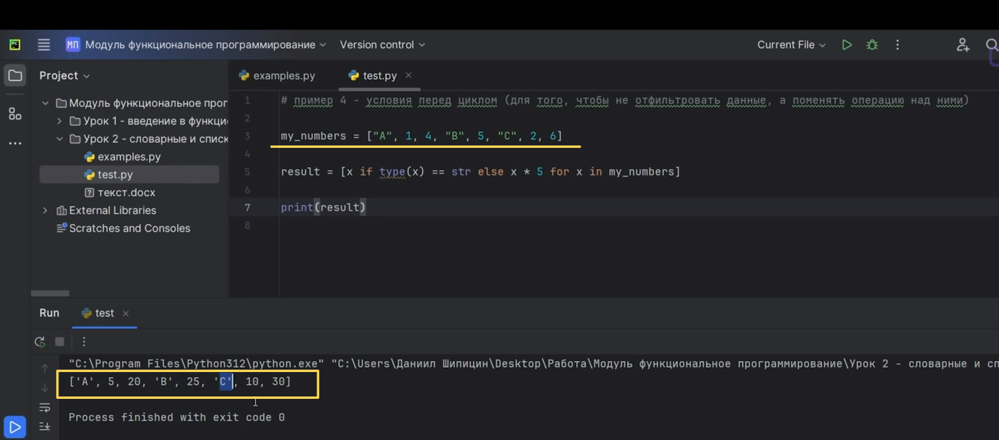 PC МП Модуль функциональное программирование Version control Current File
Project examples.py test.py
Модуль функциональное прог
Урок 1 - введение в функци
Урок 2 - словарные и списк
examples.py
test.py
текст.docx
External Libraries
Scratches and Consoles
1 # пример 4 - условия перед циклом (для того, чтобы не отфильтровать данные, а поменять операцию над ними)
2
3 my_numbers = ["A", 1, 4, "B", 5, "C", 2, 6]
4
5 result = [x if type(x) == str else x * 5 for x in my_numbers]
6
7 print(result)
8
Run test
"C:\Program Files\Python312\python.exe" "C:\Users\Даниил Шипицин\Desktop\Работа\Модуль функциональное программирование\Урок 2 - словарные и сп
['A', 5, 20, 'B', 25, 'C', 10, 30]
Process finished with exit code 0